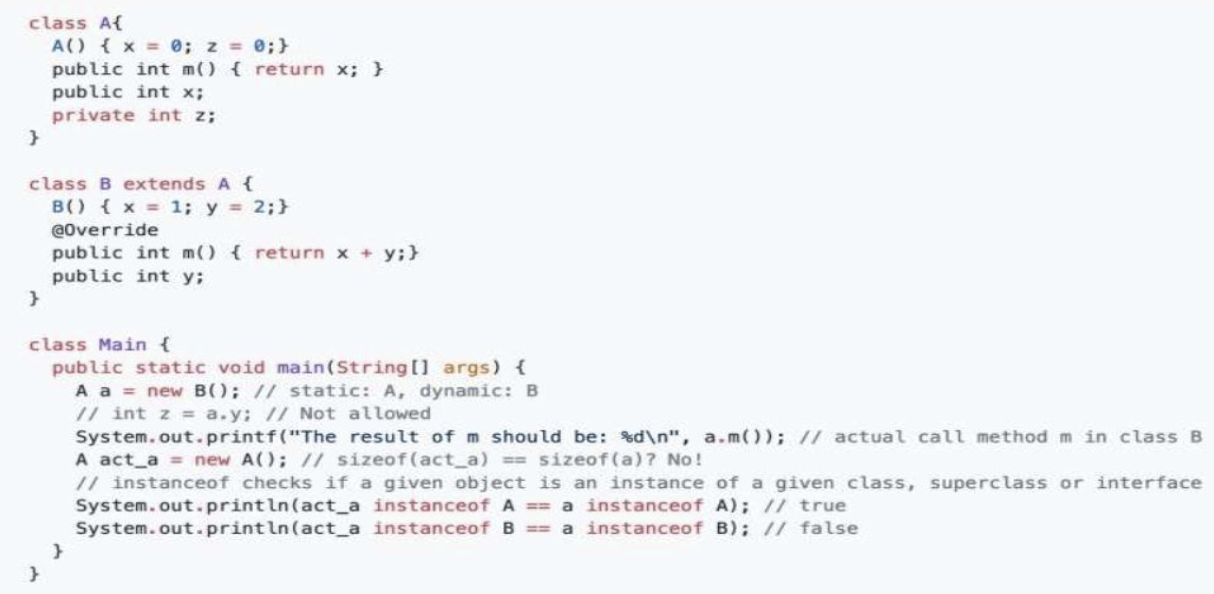 class A{
  A() { x = 0; z = 0;}
  public int m() { return x; }
  public int x;
  private int z;
}

class B extends A {
  B() { x = 1; y = 2;}
  @Override
  public int m() { return x + y;}
  public int y;
}

class Main {
  public static void main(String[] args) {
    A a = new B(); // static: A, dynamic: B
    // int z = a.y; // Not allowed
    System.out.printf("The result of m should be: %d\n", a.m()); // actual call method m in class B
    A act_a = new A(); // sizeof(act_a) == sizeof(a)? No!
    // instanceof checks if a given object is an instance of a given class, superclass or interface
    System.out.println(act_a instanceof A == a instanceof A); // true
    System.out.println(act_a instanceof B == a instanceof B); // false
  }
}